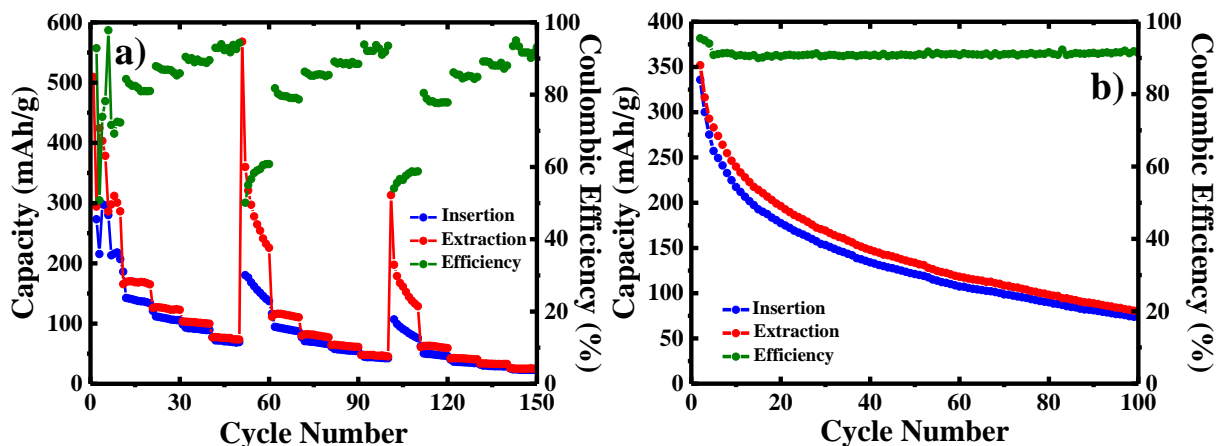 a)
600
500
400
300
200
100
0
Capacity (mAh/g)
0 30 60 90 120 150
Cycle Number
100
80
60
40
20
0
Coulombic Efficiency (%)
Insertion
Extraction
Efficiency
b)
400
350
300
250
200
150
100
50
0
Capacity (mAh/g)
0 20 40 60 80 100
Cycle Number
100
80
60
40
20
0
Coulombic Efficiency (%)
Insertion
Extraction
Efficiency